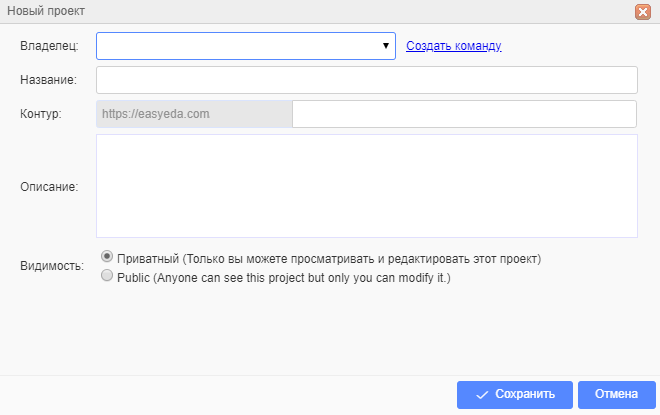 Новый проект
Владелец: Создать команду
Название:
Контур: https://easyeda.com
Описание:
Видимость: Приватный (Только вы можете просматривать и редактировать этот проект)
Public (Anyone can see this project but only you can modify it.)
Сохранить Отмена